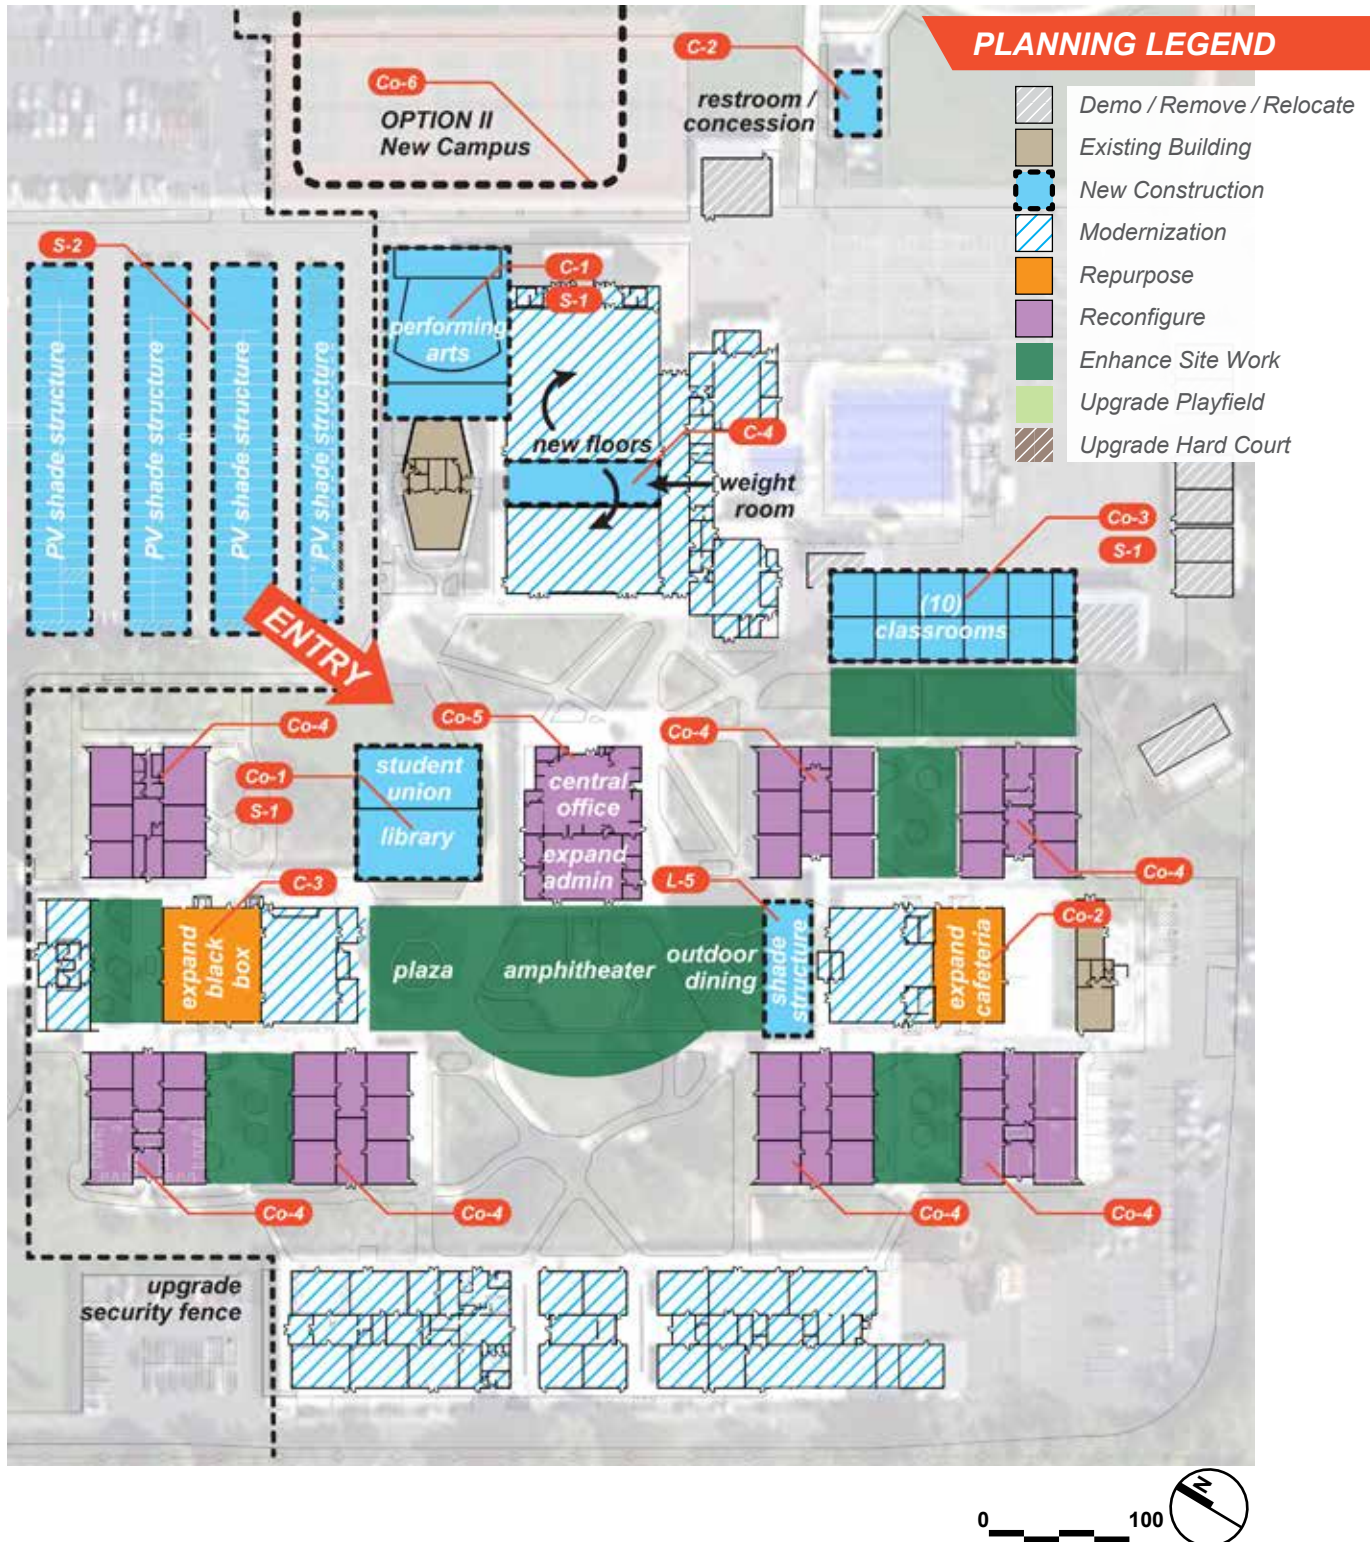 PLANNING LEGEND
Demo / Remove / Relocate
Existing Building
New Construction
Modernization
Repurpose
Reconfigure
Enhance Site Work
Upgrade Playfield
Upgrade Hard Court
C-2
restroom /
concession
Co-6
OPTION II
New Campus
S-2
C-1
S-1
performing
arts
PV shade structure
PV shade structure
PV shade structure
PV shade structure
new floors
C-4
weight
room
Co-3
S-1
(10)
classrooms
ENTRY
Co-4
Co-1
S-1
student
union
library
Co-5
central
office
expand
admin
Co-4
Co-4
C-3
L-5
Co-2
expand
black
box
plaza
amphitheater
outdoor
dining
shade
structure
expand
cafeteria
Co-4
Co-4
Co-4
Co-4
upgrade
security fence
0
100
N